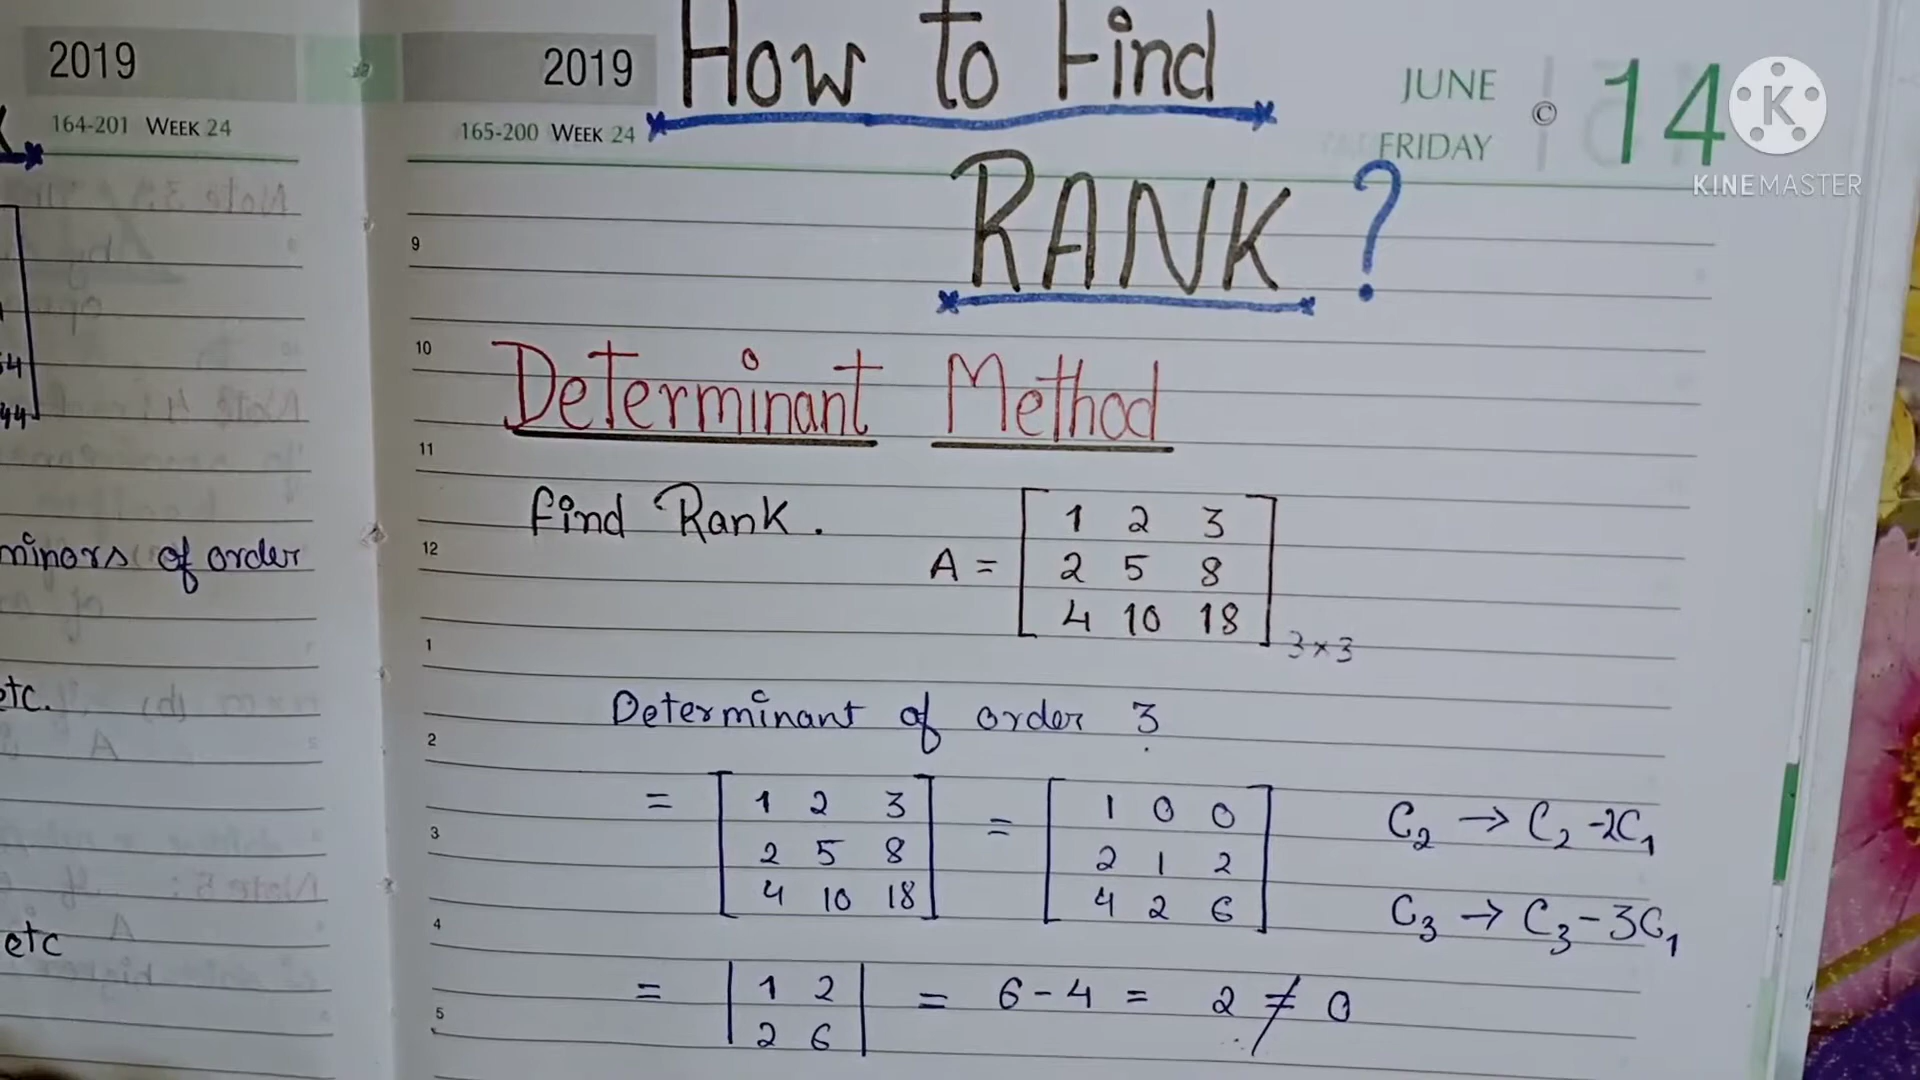 2019
164-201 WEEK 24
minors of order
etc.
etc
2019
165-200 WEEK 24
How to Find
JUNE
FRIDAY
©
14
K
KINEMASTER
RANK ?
9
10
Determinant Method
11
Find Rank.
12
A = [ 1 2 3
2 5 8
4 10 18 ] 3×3
1
Determinant of order 3
2
= [ 1 2 3 = [ 1 0 0 C₂ → C₂ -2C₁
3
2 5 8 2 1 2
4 10 18 ] 4 2 6 ] C₃ → C₃ - 3C₁
4
= | 1 2 | = 6 - 4 = 2 ≠ 0
5
| 2 6 |